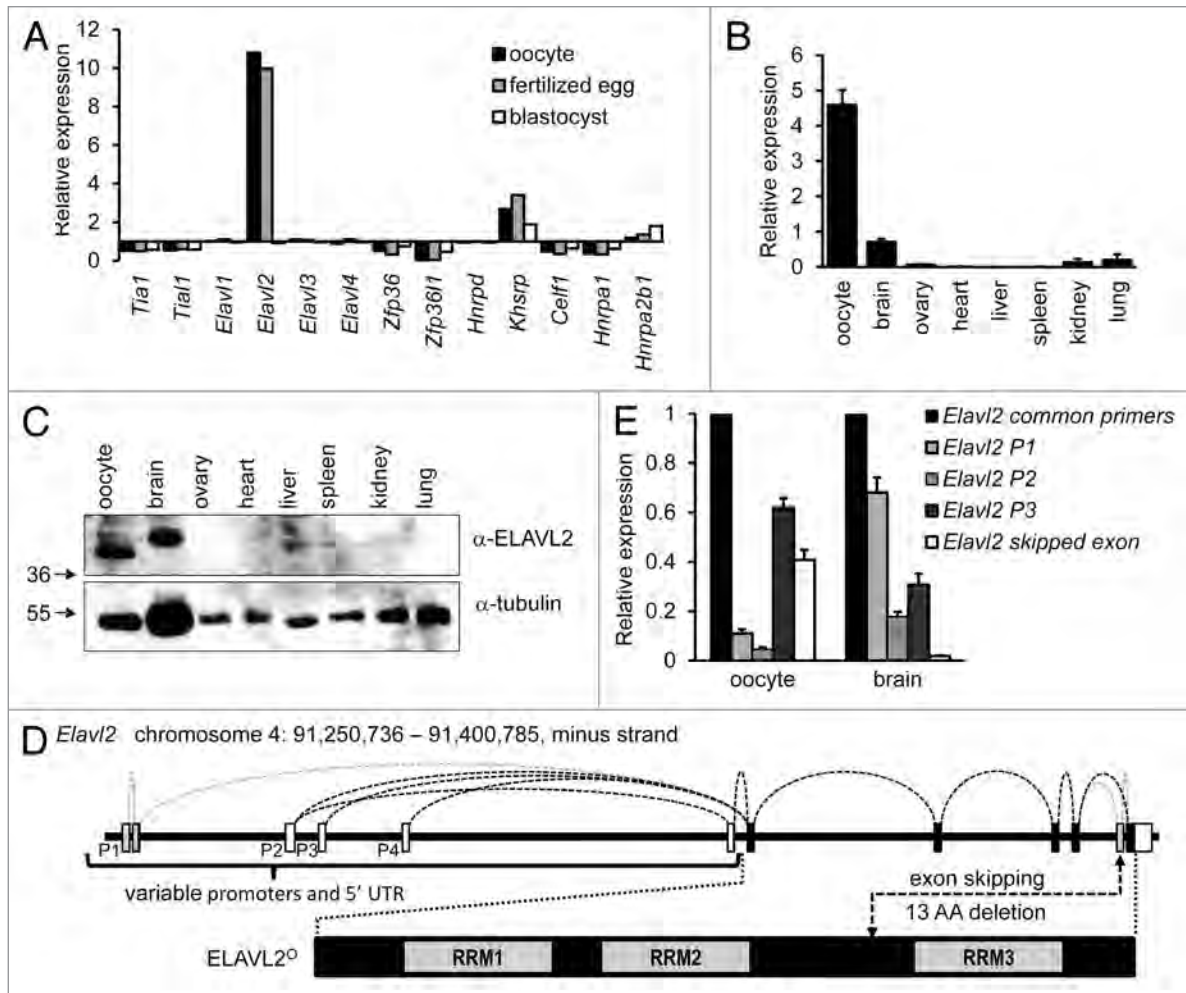 A
Relative expression
12
10
8
6
4
2
0
oocyte
fertilized egg
blastocyst
Tia1
Tial1
Elavl1
Elavl2
Elavl3
Elavl4
Zfp36
Zfp36l1
Hnrpd
Khsrp
Celf1
Hnrpa1
Hnrpa2b1
B
Relative expression
6
5
4
3
2
1
0
oocyte
brain
ovary
heart
liver
spleen
kidney
lung
C
oocyte
brain
ovary
heart
liver
spleen
kidney
lung
α-ELAVL2
36
55
α-tubulin
E
Relative expression
1
0.8
0.6
0.4
0.2
0
oocyte
brain
Elavl2 common primers
Elavl2 P1
Elavl2 P2
Elavl2 P3
Elavl2 skipped exon
D
Elavl2 chromosome 4: 91,250,736 – 91,400,785, minus strand
P1
P2
P3
P4
variable promoters and 5' UTR
exon skipping
13 AA deletion
ELAVL2ᴼ
RRM1
RRM2
RRM3